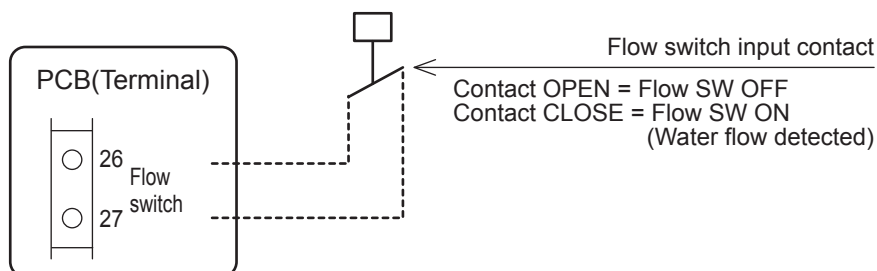 PCB(Terminal)
26
Flow
switch
27
Flow switch input contact
Contact OPEN = Flow SW OFF
Contact CLOSE = Flow SW ON
(Water flow detected)